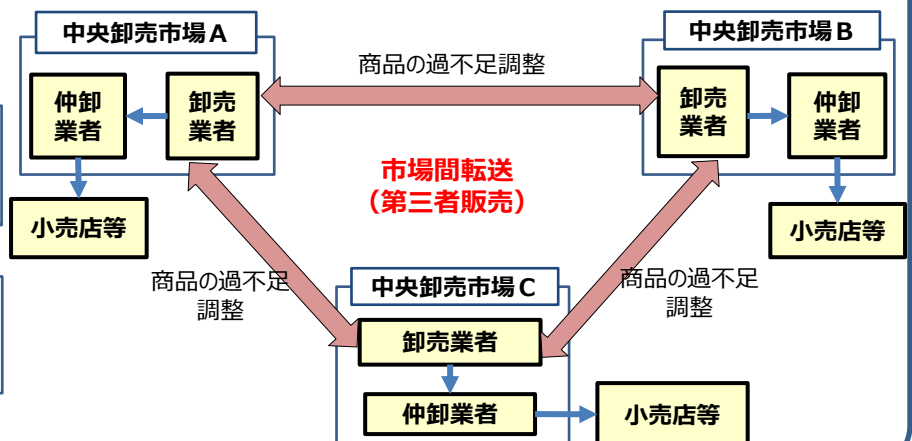 中央卸売市場A
商品の過不足調整
中央卸売市場B
仲卸
業者
卸売
業者
卸売
業者
仲卸
業者
市場間転送
（第三者販売）
小売店等
小売店等
商品の過不足
調整
中央卸売市場C
商品の過不足
調整
卸売業者
仲卸業者
小売店等